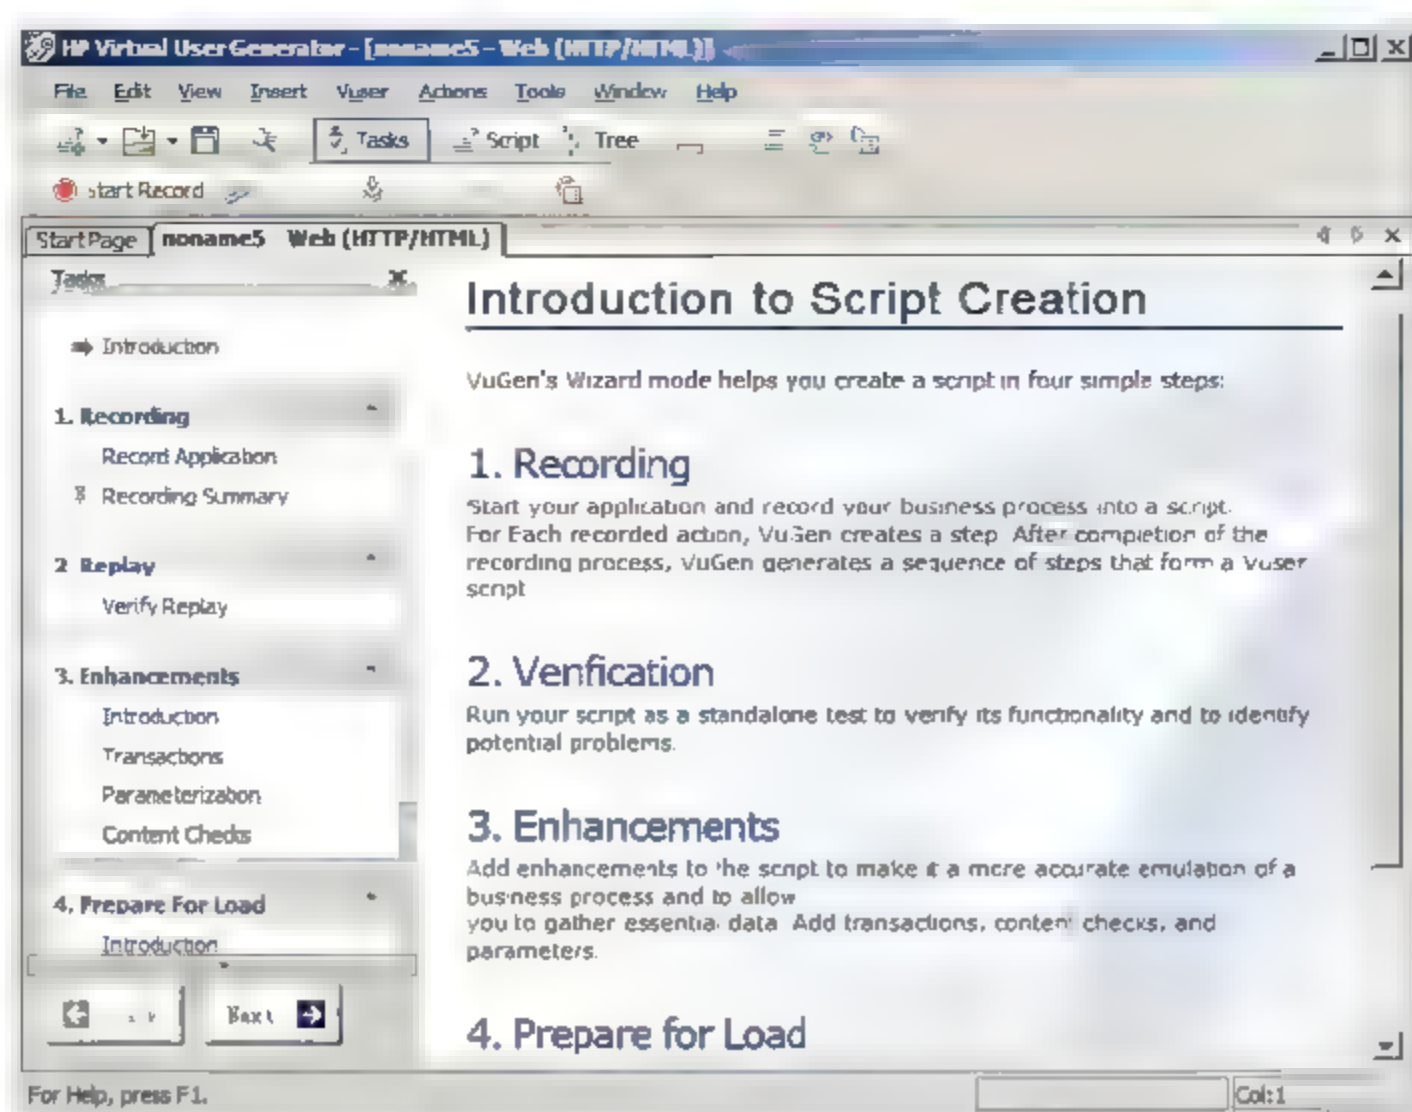 HP Virtual User Generator - [noname5 - Web (HTTP/HTML)]
File Edit View Insert Vuser Actions Tools Window Help
Tasks Script Tree
Start Record
Start Page noname5 Web (HTTP/HTML)
Tasks
Introduction
1. Recording
Record Application
Recording Summary
2 Replay
Verify Replay
3. Enhancements
Introduction
Transactions
Parameterization
Content Checks
4. Prepare For Load
Introduction
Next
Introduction to Script Creation
VuGen's Wizard mode helps you create a script in four simple steps:
1. Recording
Start your application and record your business process into a script.
For Each recorded action, VuGen creates a step. After completion of the
recording process, VuGen generates a sequence of steps that form a Vuser
script
2. Verification
Run your script as a standalone test to verify its functionality and to identify
potential problems.
3. Enhancements
Add enhancements to the script to make it a more accurate emulation of a
business process and to allow
you to gather essential data. Add transactions, content checks, and
parameters.
4. Prepare for Load
For Help, press F1.
Col:1